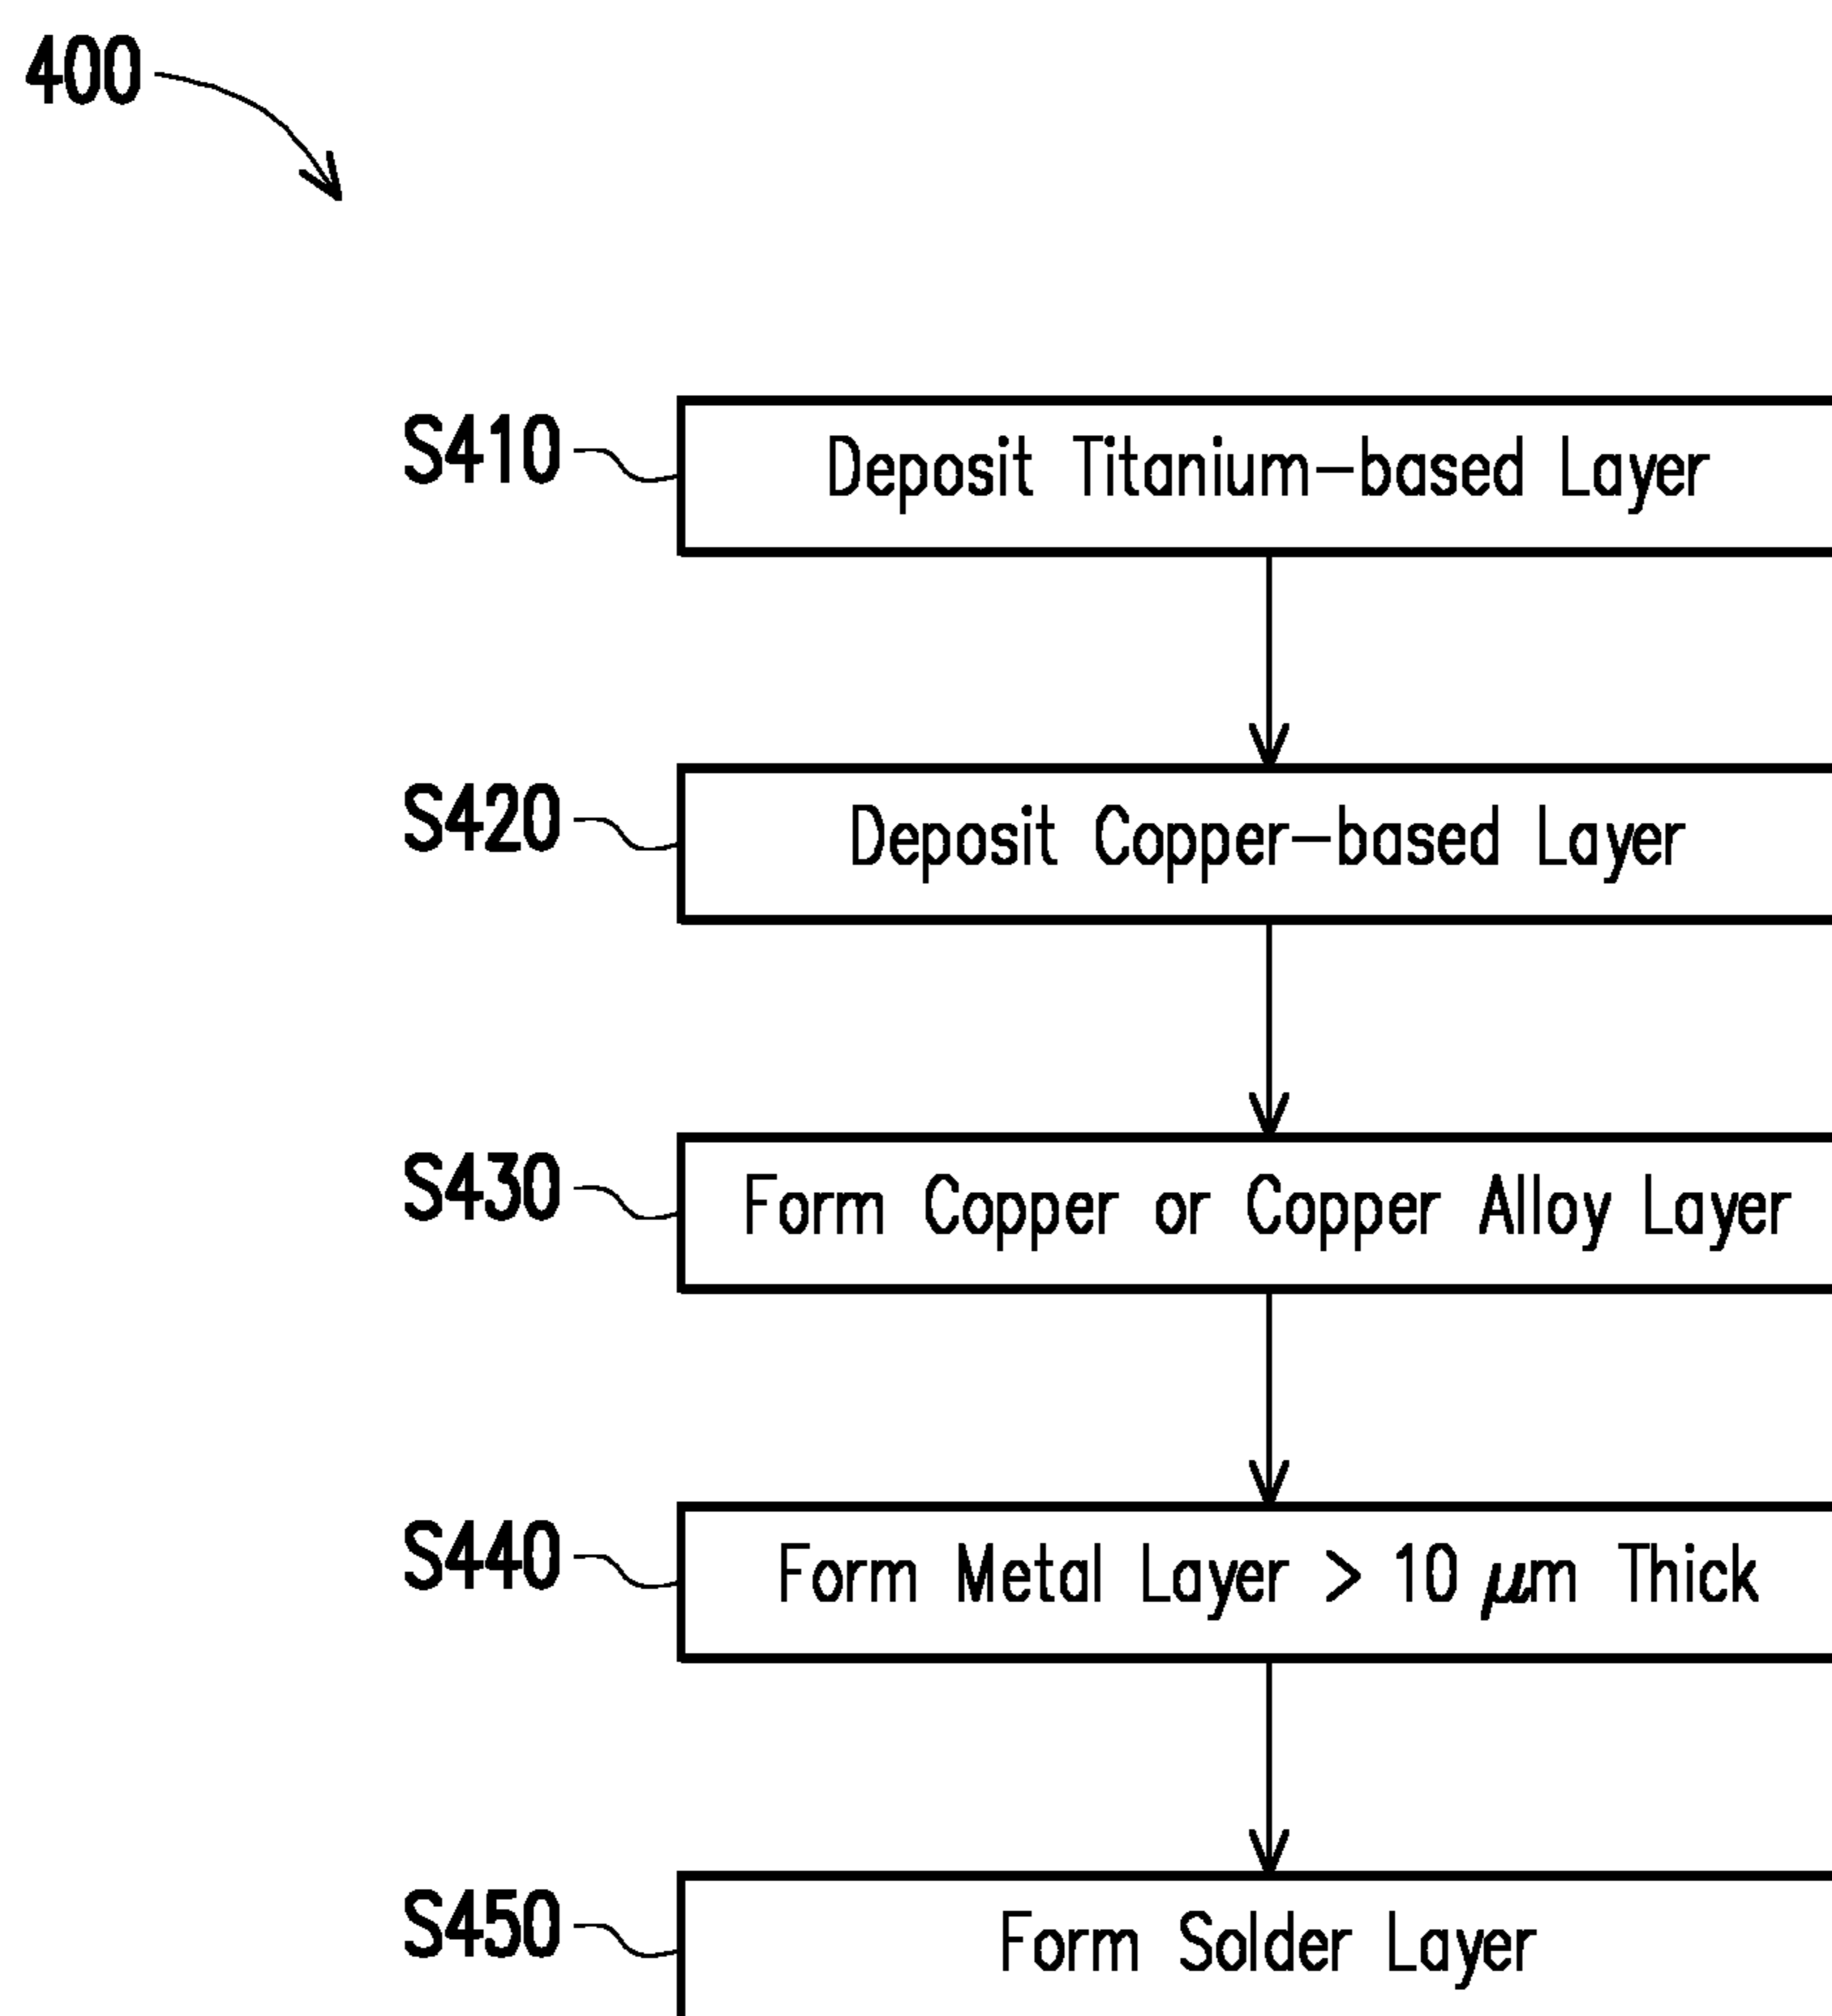 400
S410
Deposit Titanium-based Layer
S420
Deposit Copper-based Layer
S430
Form Copper or Copper Alloy Layer
S440
Form Metal Layer > 10 μm Thick
S450
Form Solder Layer